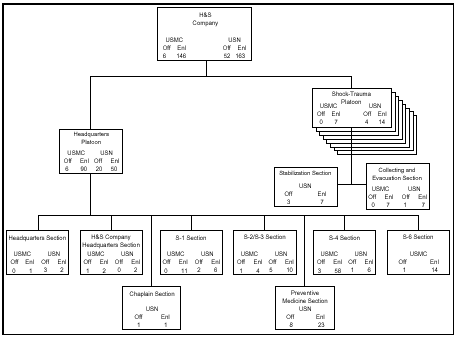 H&S
Company
USMC USN
Off Enl Off Enl
6 146 52 163
Shock-Trauma
Platoon
USMC USN
Off Enl Off Enl
0 7 4 14
Headquarters
Platoon
USMC USN
Off Enl Off Enl
6 90 20 50
Stabilization Section
USN
Off Enl
3 7
Collecting and
Evacuation Section
USMC USN
Off Enl Off Enl
0 7 1 7
Headquarters Section
USMC USN
Off Enl Off Enl
0 1 3 2
H&S Company
Headquarters Section
USMC USN
Off Enl Off Enl
1 2 0 2
S-1 Section
USMC USN
Off Enl Off Enl
0 11 2 6
S-2/S-3 Section
USMC USN
Off Enl Off Enl
1 4 5 10
S-4 Section
USMC USN
Off Enl Off Enl
3 58 1 6
S-6 Section
USMC
Off Enl
1 14
Chaplain Section
USN
Off Enl
1 1
Preventive
Medicine Section
USN
Off Enl
8 23